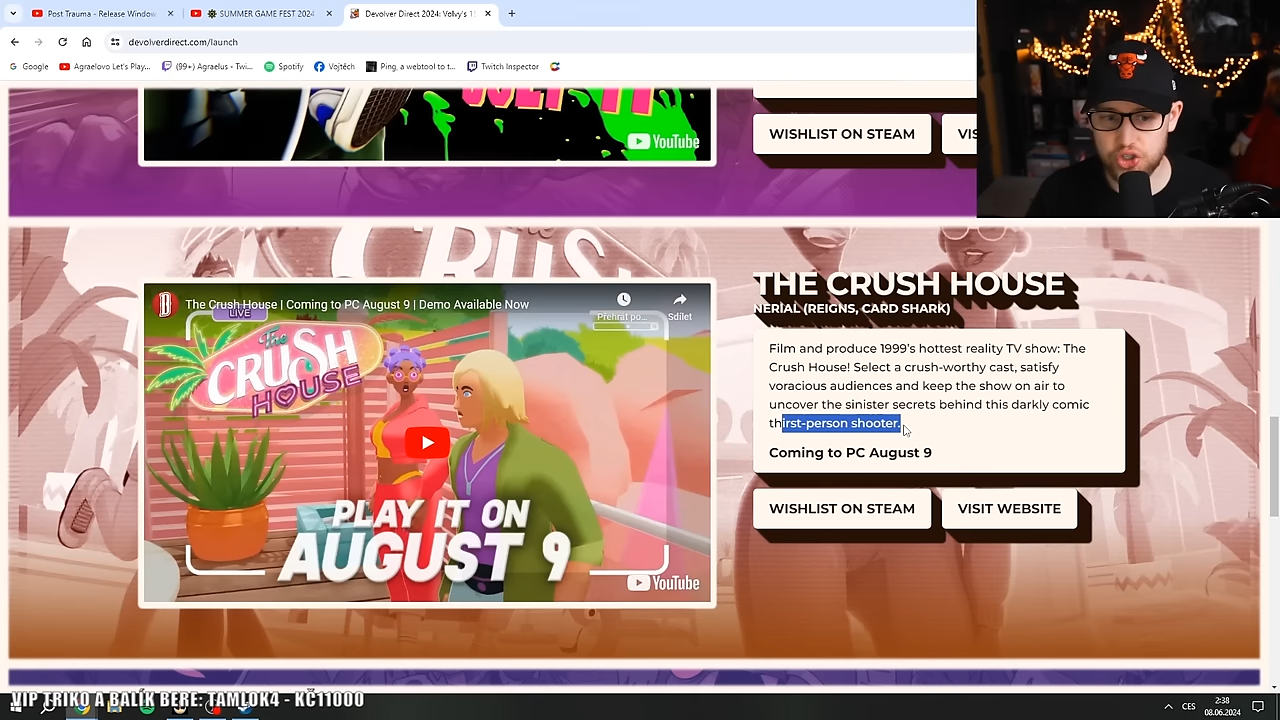 Post Trauma - Release Window
SUMMER GAME FEST 2024
Devolver Direct 2024: Volvy's 15
devolverdirect.com/launch
Google
Agraelovo Let's Play...
(99+) Agraelus • Twi...
Spotify
Vojtěch
Ping, a webtool to t...
Twitch Inspector
YouTube
WISHLIST ON STEAM
VIS
The Crush House | Coming to PC August 9 | Demo Available Now
Přehrát po...
Sdílet
LIVE
The
CRUSH
HOUSE
PLAY IT ON
AUGUST 9
YouTube
THE CRUSH HOUSE
NERIAL (REIGNS, CARD SHARK)
Film and produce 1999's hottest reality TV show: The
Crush House! Select a crush-worthy cast, satisfy
voracious audiences and keep the show on air to
uncover the sinister secrets behind this darkly comic
thirst-person shooter.
Coming to PC August 9
WISHLIST ON STEAM
VISIT WEBSITE
VIP TRIKO A BALÍK BERE: TAMLOK4 - KČ11000
CES
2:38
08.06.2024